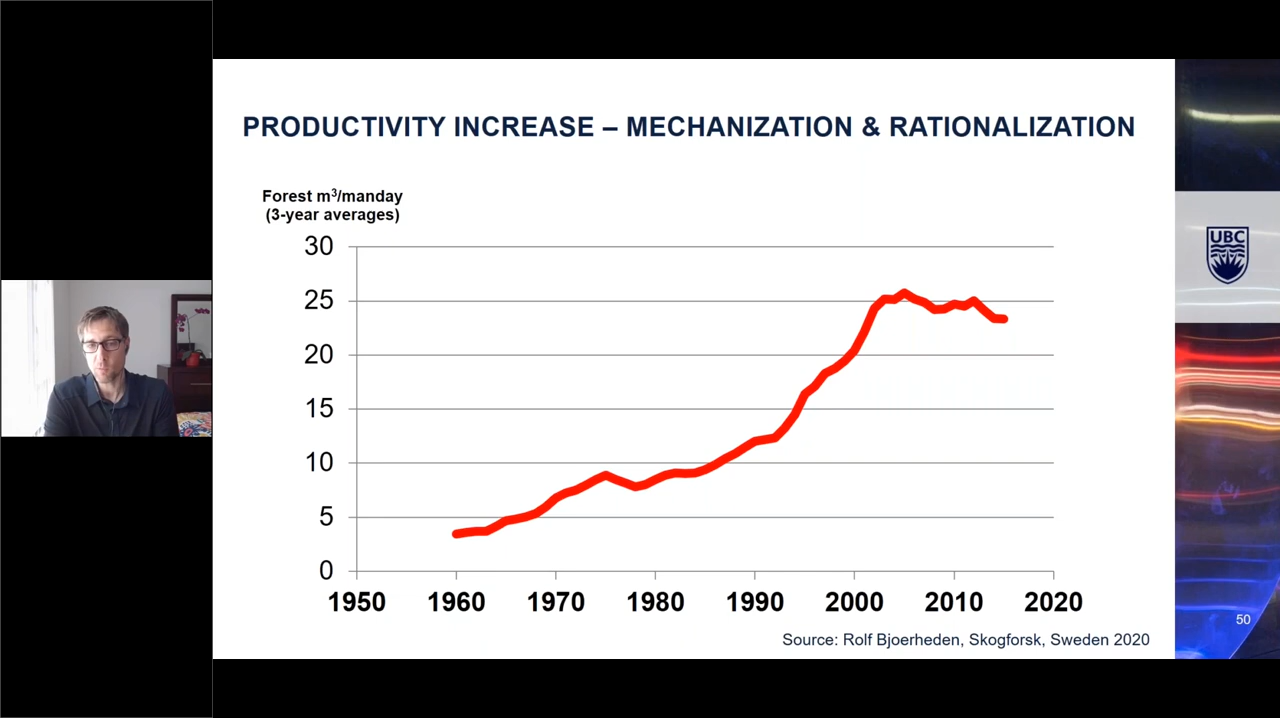 PRODUCTIVITY INCREASE – MECHANIZATION & RATIONALIZATION
Forest m³/manday
(3-year averages)
30
25
20
15
10
5
0
1950 1960 1970 1980 1990 2000 2010 2020
Source: Rolf Bjoerheden, Skogforsk, Sweden 2020
UBC
50